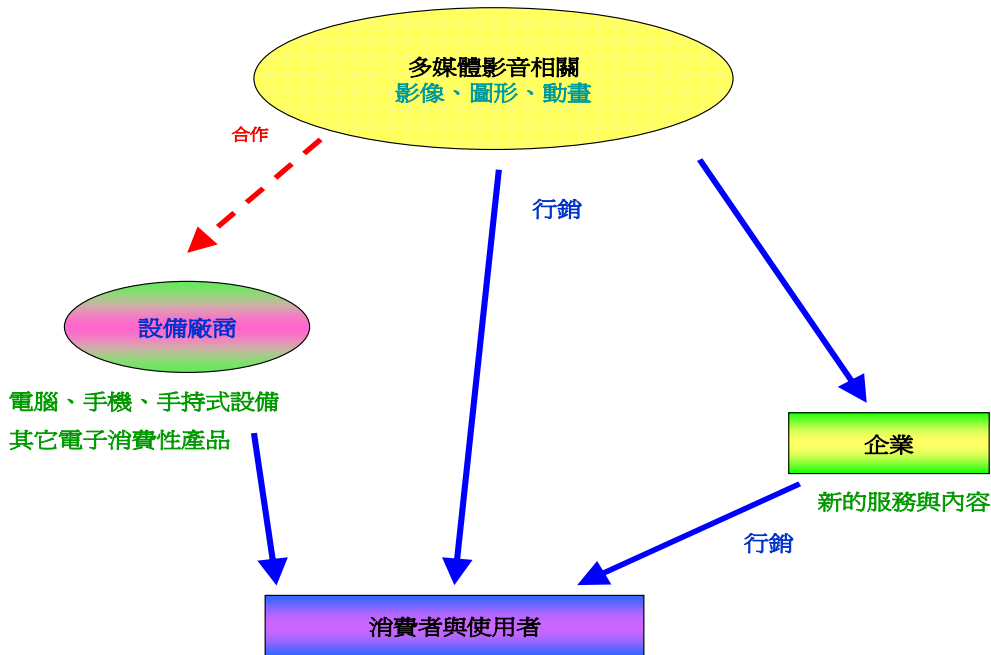 多媒體影音相關
影像、圖形、動畫
合作
行銷
設備廠商
電腦、手機、手持式設備
其它電子消費性產品
企業
新的服務與內容
行銷
消費者與使用者